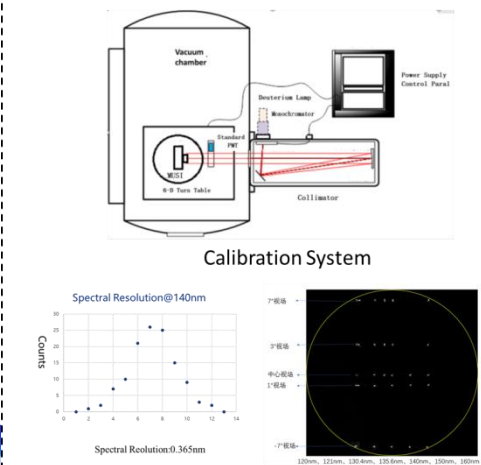 Vacuum
chamber
Power Supply
Control Paral
Deuterium Lamp
Monochromator
Standard
PMT
MUSI
6-D Turn Table
Collimator
Calibration System
Spectral Resolution@140nm
Counts
30
25
20
15
10
5
0
0 2 4 6 8 10 12 14
Spectral Reolution:0.365nm
7°视场
3°视场
中心视场
1°视场
-7°视场
120nm、121nm、130.4nm、135.6nm、140nm、150nm、160nm